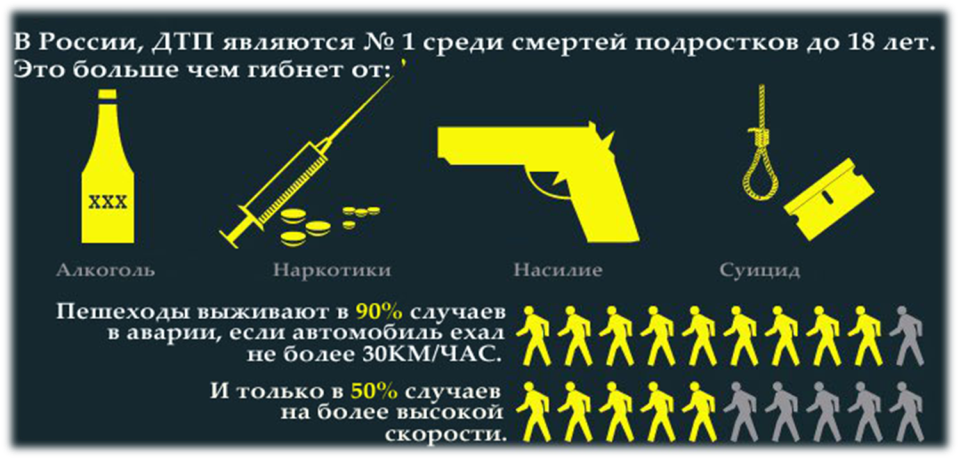 В России, ДТП являются № 1 среди смертей подростков до 18 лет.
Это больше чем гибнет от:
XXX
Алкоголь Наркотики Насилие Суицид
Пешеходы выживают в 90% случаев
в аварии, если автомобиль ехал
не более 30КМ/ЧАС.
И только в 50% случаев
на более высокой
скорости.